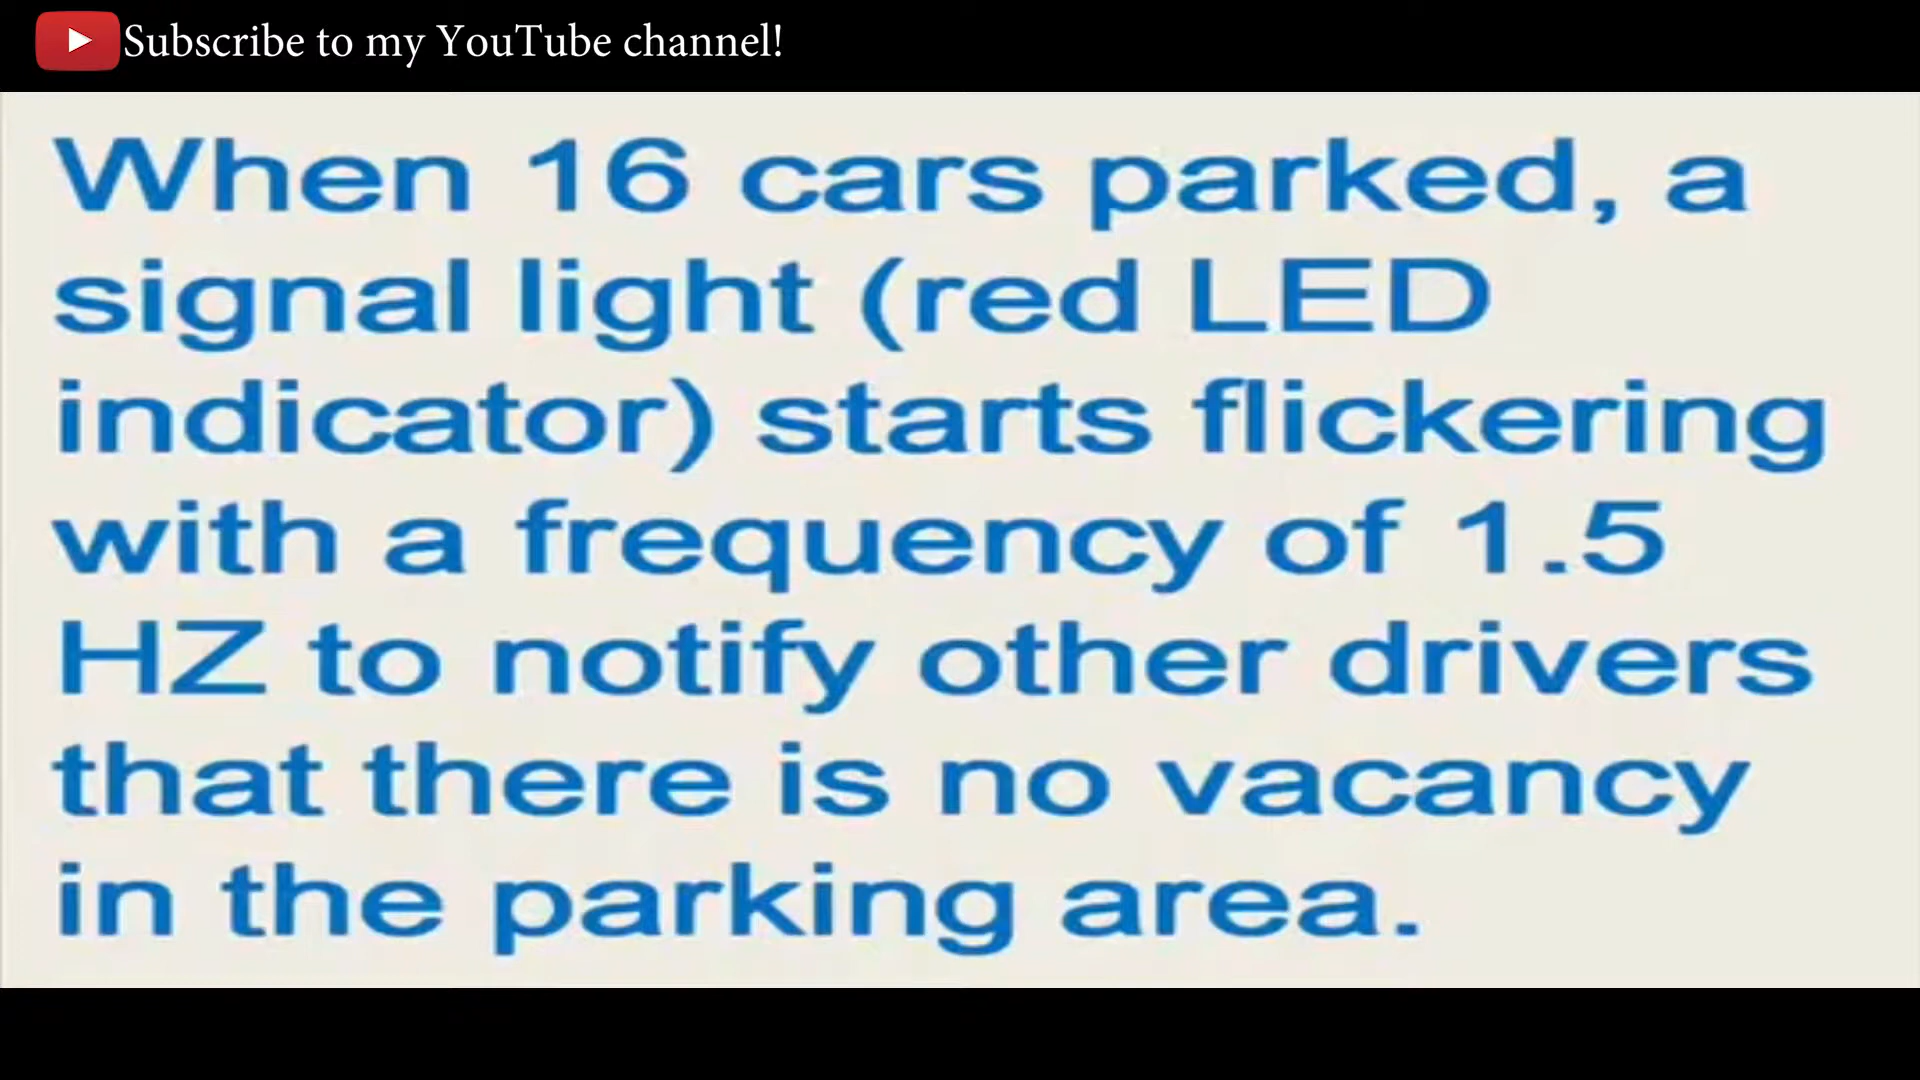 Subscribe to my YouTube channel!
When 16 cars parked, a
signal light (red LED
indicator) starts flickering
with a frequency of 1.5
HZ to notify other drivers
that there is no vacancy
in the parking area.